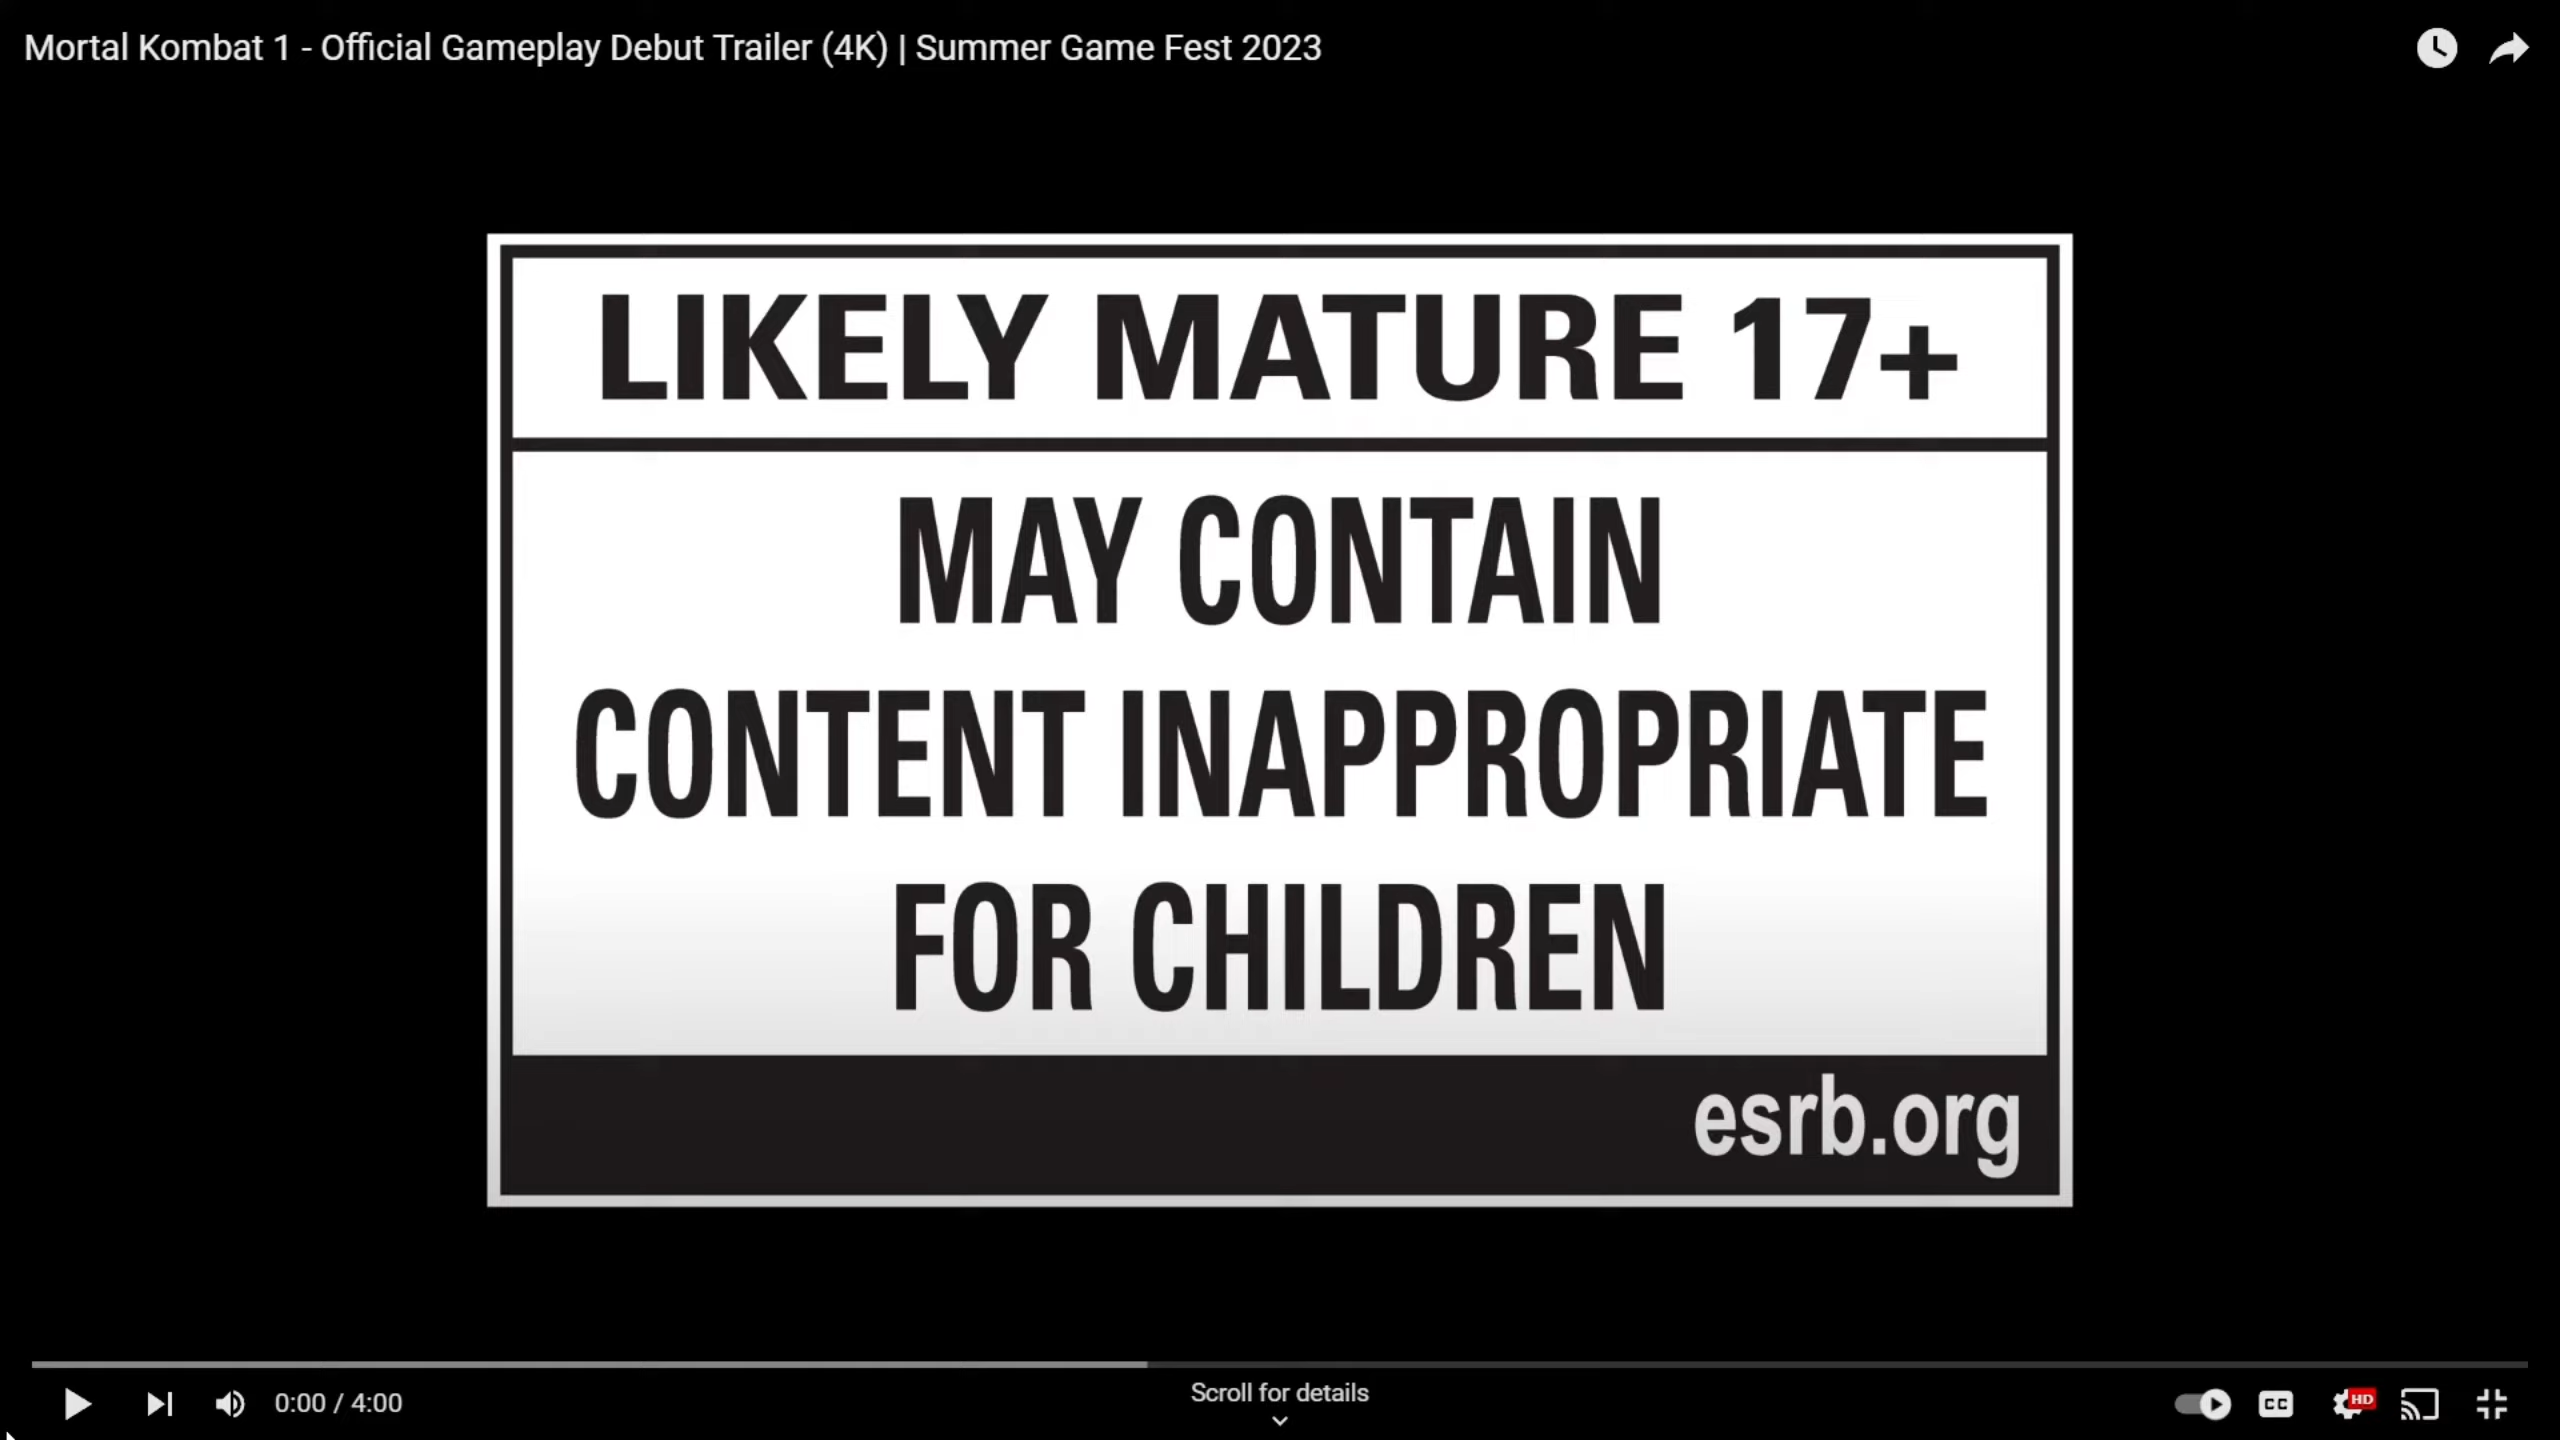 Mortal Kombat 1 - Official Gameplay Debut Trailer (4K) | Summer Game Fest 2023
LIKELY MATURE 17+
MAY CONTAIN
CONTENT INAPPROPRIATE
FOR CHILDREN
esrb.org
0:00 / 4:00
Scroll for details
CC
HD